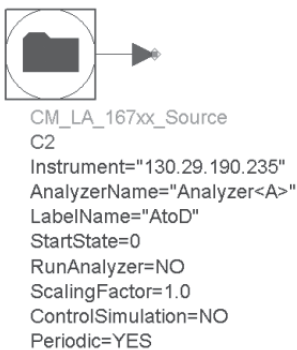 CM_LA_167xx_Source
C2
Instrument="130.29.190.235"
AnalyzerName="Analyzer<A>"
LabelName="AtoD"
StartState=0
RunAnalyzer=NO
ScalingFactor=1.0
ControlSimulation=NO
Periodic=YES